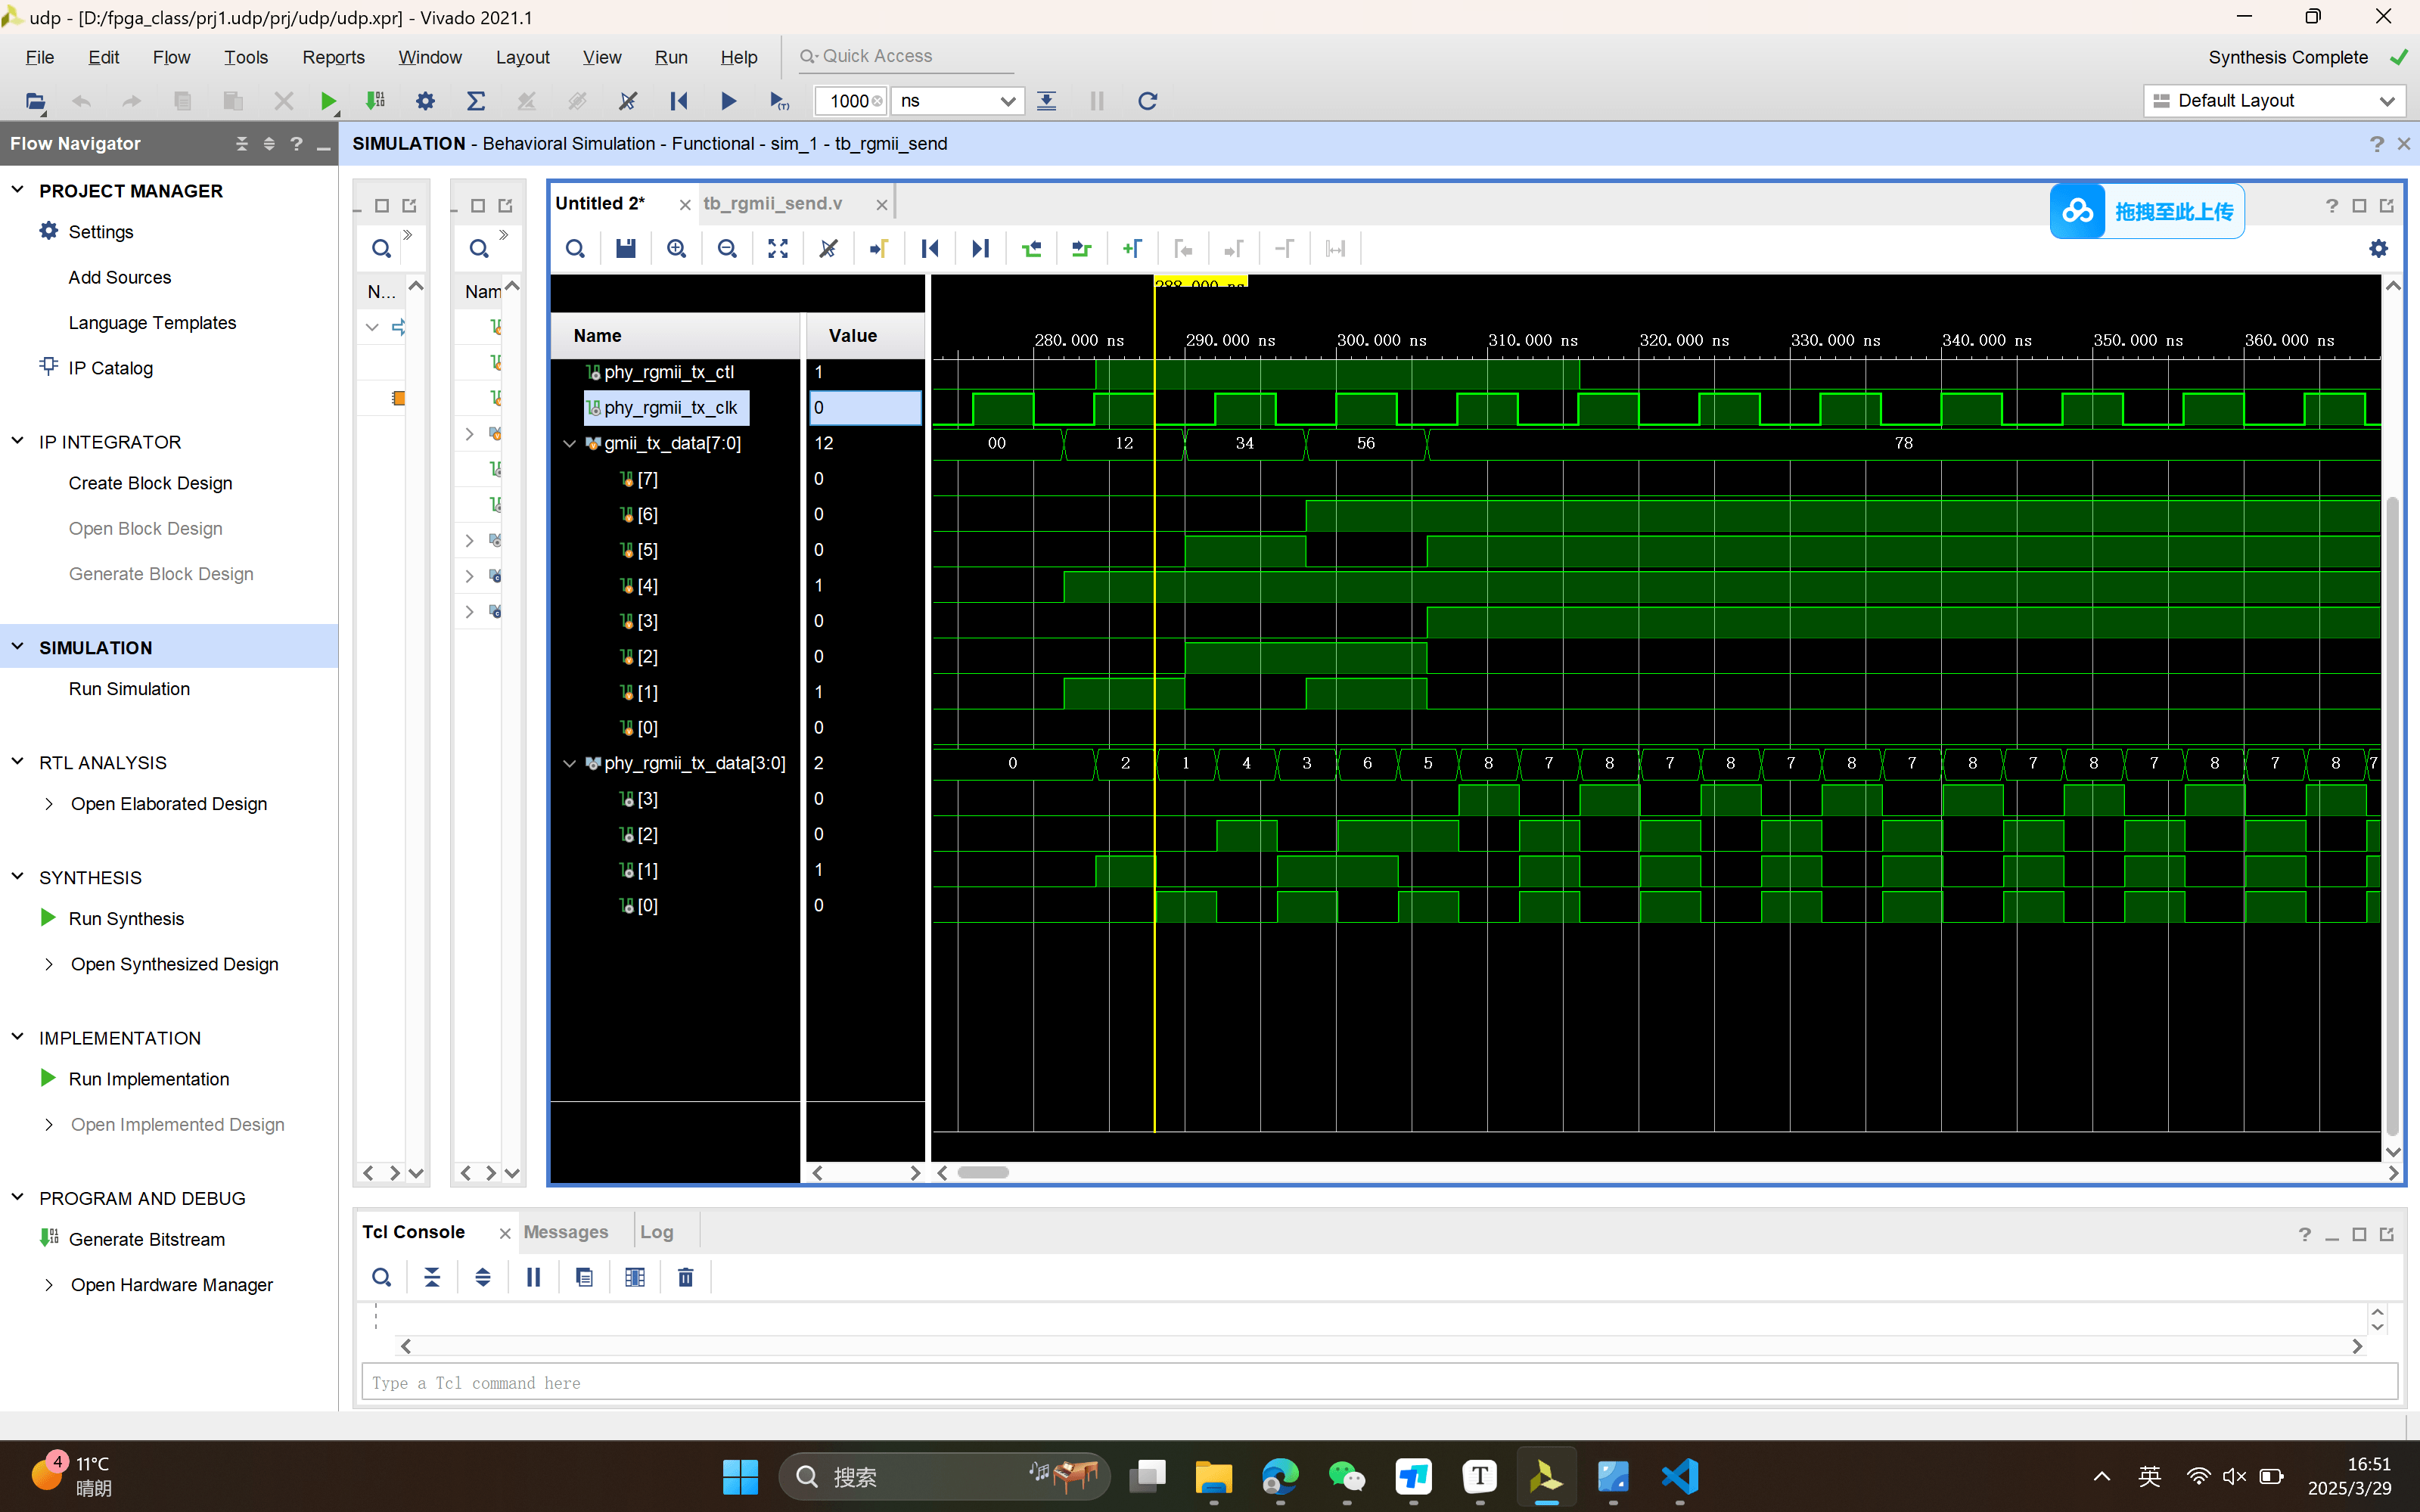 udp - [D:/fpga_class/prj1.udp/prj/udp/udp.xpr] - Vivado 2021.1
File Edit Flow Tools Reports Window Layout View Run Help Quick Access Synthesis Complete
1000 ns Default Layout
Flow Navigator
SIMULATION - Behavioral Simulation - Functional - sim_1 - tb_rgmii_send
PROJECT MANAGER
Settings
Add Sources
Language Templates
IP Catalog
IP INTEGRATOR
Create Block Design
Open Block Design
Generate Block Design
SIMULATION
Run Simulation
RTL ANALYSIS
Open Elaborated Design
SYNTHESIS
Run Synthesis
Open Synthesized Design
IMPLEMENTATION
Run Implementation
Open Implemented Design
PROGRAM AND DEBUG
Generate Bitstream
Open Hardware Manager
N...
Nam
Untitled 2* tb_rgmii_send.v
拖拽至此上传
288.000 ns
Name Value
280.000 ns 290.000 ns 300.000 ns 310.000 ns 320.000 ns 330.000 ns 340.000 ns 350.000 ns 360.000 ns
phy_rgmii_tx_ctl 1
phy_rgmii_tx_clk 0
gmii_tx_data[7:0] 12 00 12 34 56 78
[7] 0
[6] 0
[5] 0
[4] 1
[3] 0
[2] 0
[1] 1
[0] 0
phy_rgmii_tx_data[3:0] 2 0 2 1 4 3 6 5 8 7 8 7 8 7 8 7 8 7 8 7 8 7 8 7
[3] 0
[2] 0
[1] 1
[0] 0
Tcl Console Messages Log
Type a Tcl command here
4
11°C
晴朗
搜索
英
16:51
2025/3/29